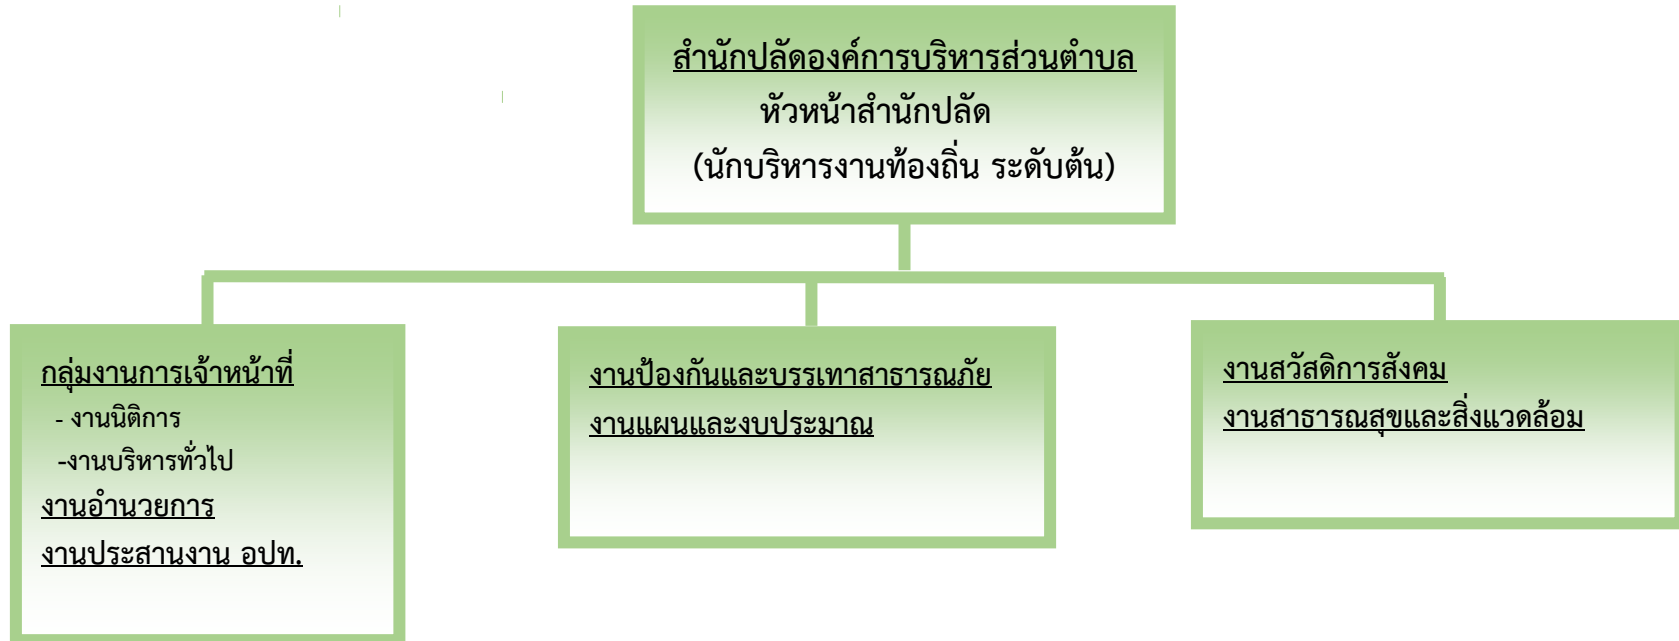 สำนักปลัดองค์การบริหารส่วนตำบล
หัวหน้าสำนักปลัด
(นักบริหารงานท้องถิ่น ระดับต้น)
กลุ่มงานการเจ้าหน้าที่
- งานนิติการ
-งานบริหารทั่วไป
งานอำนวยการ
งานประสานงาน อปท.
งานป้องกันและบรรเทาสาธารณภัย
งานแผนและงบประมาณ
งานสวัสดิการสังคม
งานสาธารณสุขและสิ่งแวดล้อม